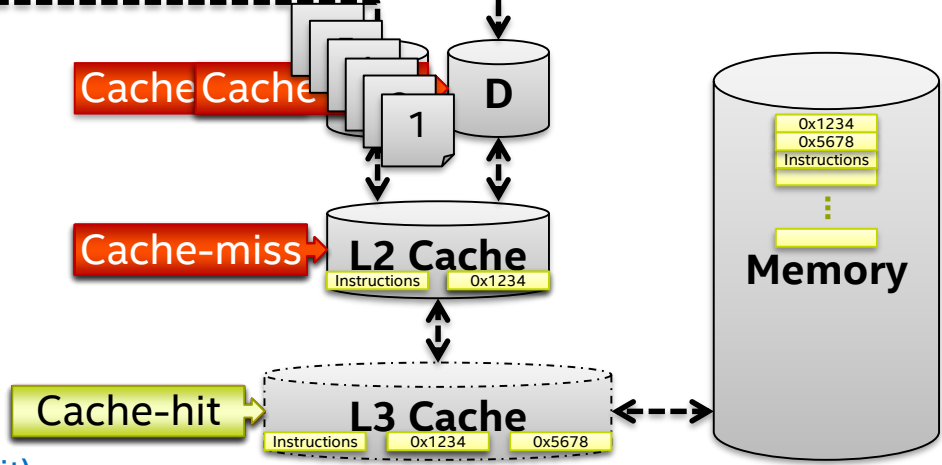 Cache
Cache
D
1
0x1234
0x5678
Instructions
Cache-miss
L2 Cache
Instructions
0x1234
Memory
Cache-hit
L3 Cache
Instructions
0x1234
0x5678
it)